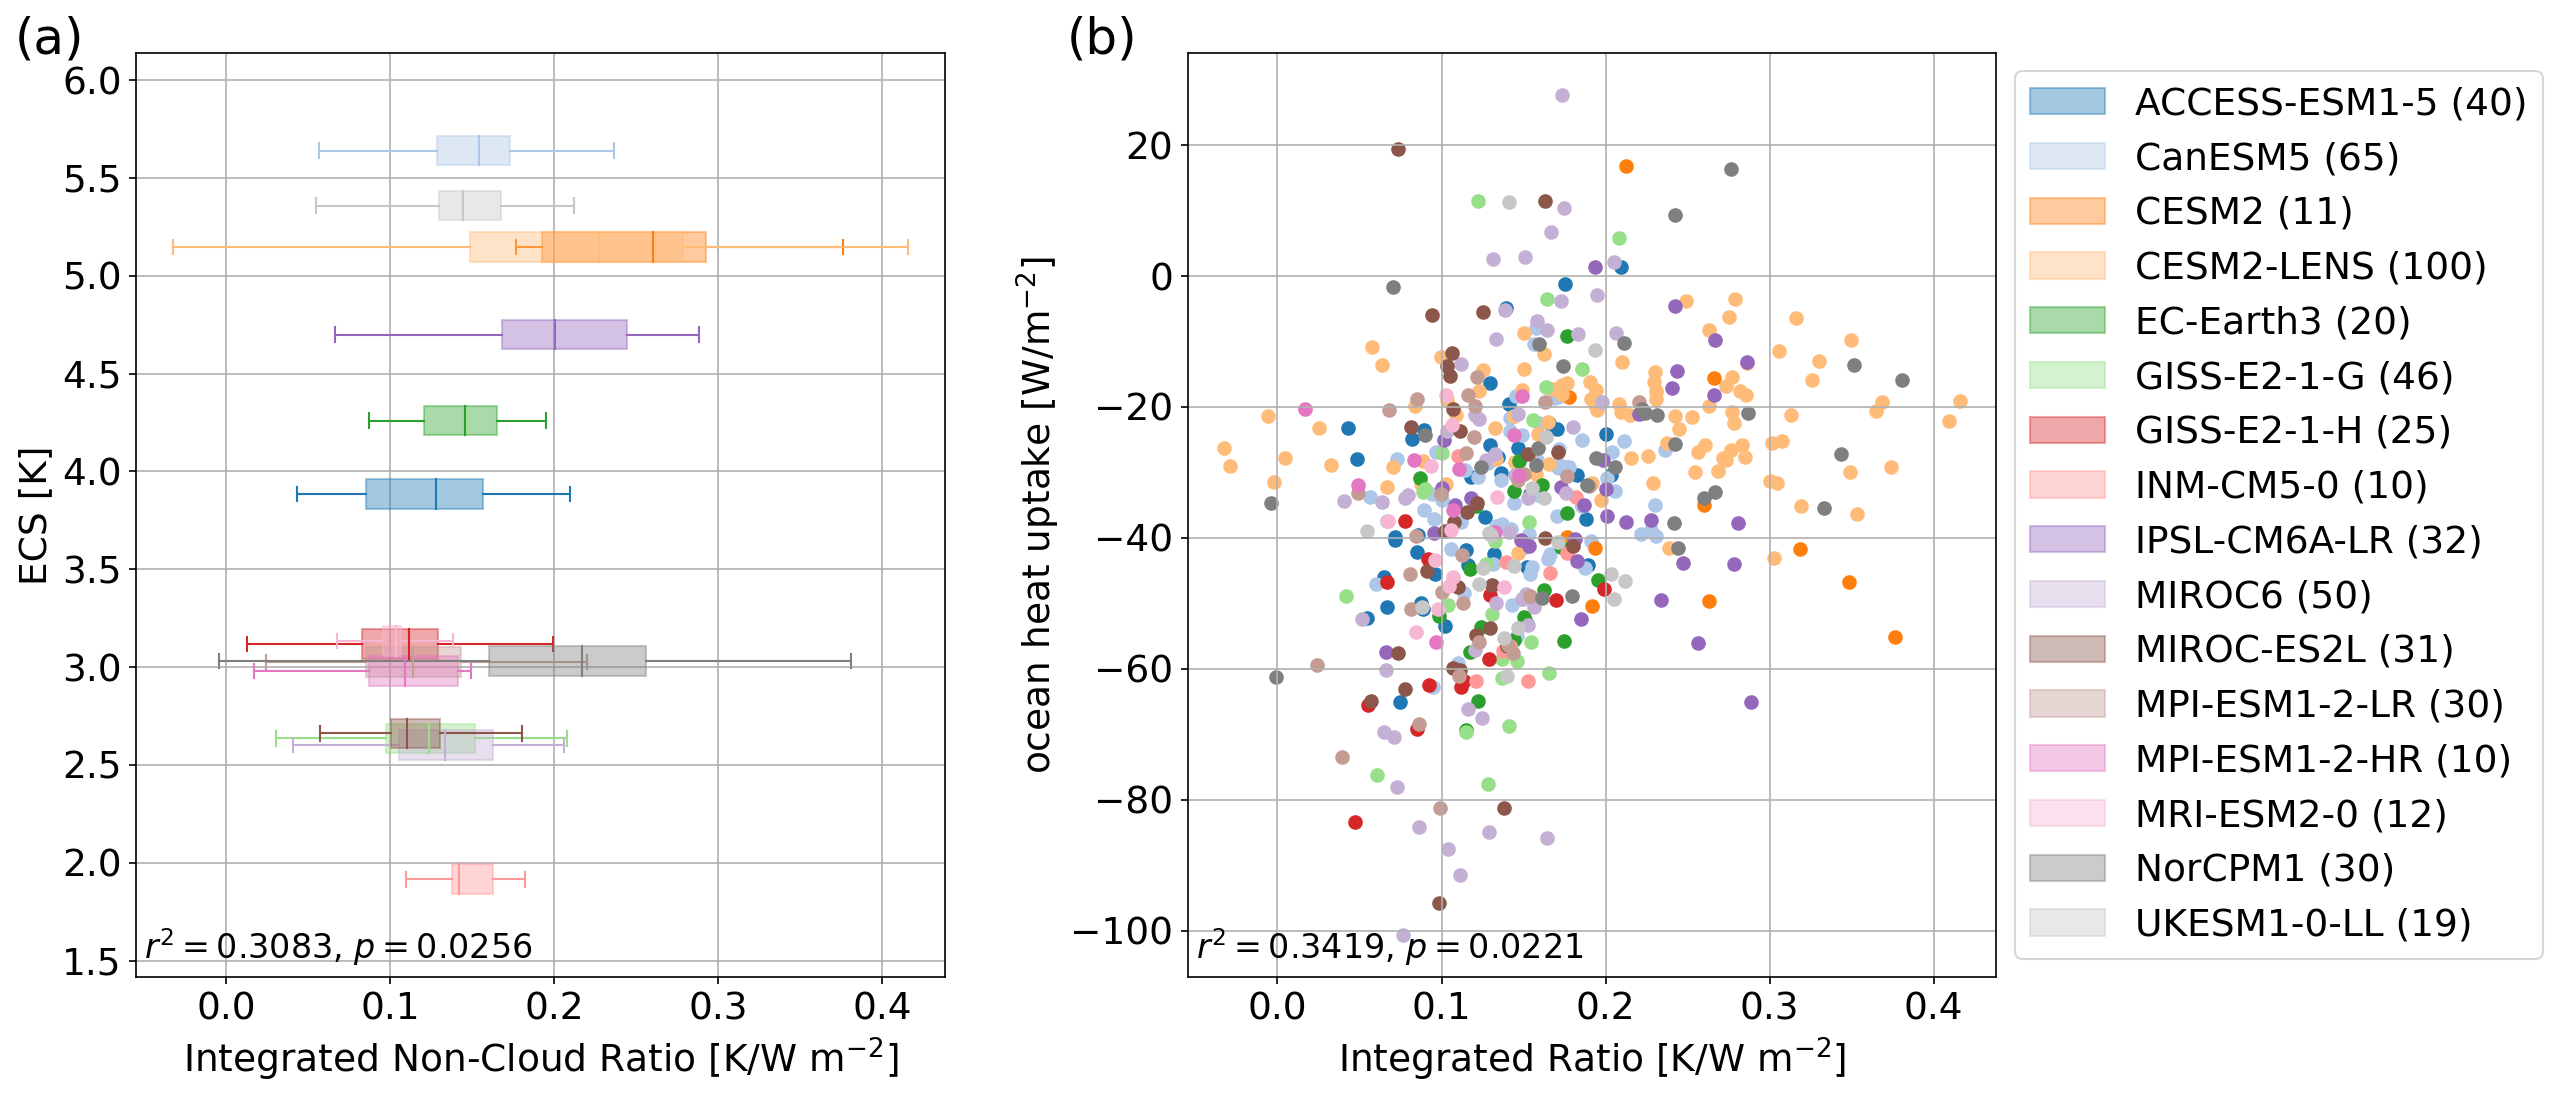 (a)
6.0
5.5
5.0
4.5
4.0
3.5
3.0
2.5
2.0
1.5
ECS [K]
r² = 0.3083, p = 0.0256
0.0 0.1 0.2 0.3 0.4
Integrated Non-Cloud Ratio [K/W m⁻²]
(b)
20
0
−20
−40
−60
−80
−100
ocean heat uptake [W/m⁻²]
r² = 0.3419, p = 0.0221
0.0 0.1 0.2 0.3 0.4
Integrated Ratio [K/W m⁻²]
ACCESS-ESM1-5 (40)
CanESM5 (65)
CESM2 (11)
CESM2-LENS (100)
EC-Earth3 (20)
GISS-E2-1-G (46)
GISS-E2-1-H (25)
INM-CM5-0 (10)
IPSL-CM6A-LR (32)
MIROC6 (50)
MIROC-ES2L (31)
MPI-ESM1-2-LR (30)
MPI-ESM1-2-HR (10)
MRI-ESM2-0 (12)
NorCPM1 (30)
UKESM1-0-LL (19)